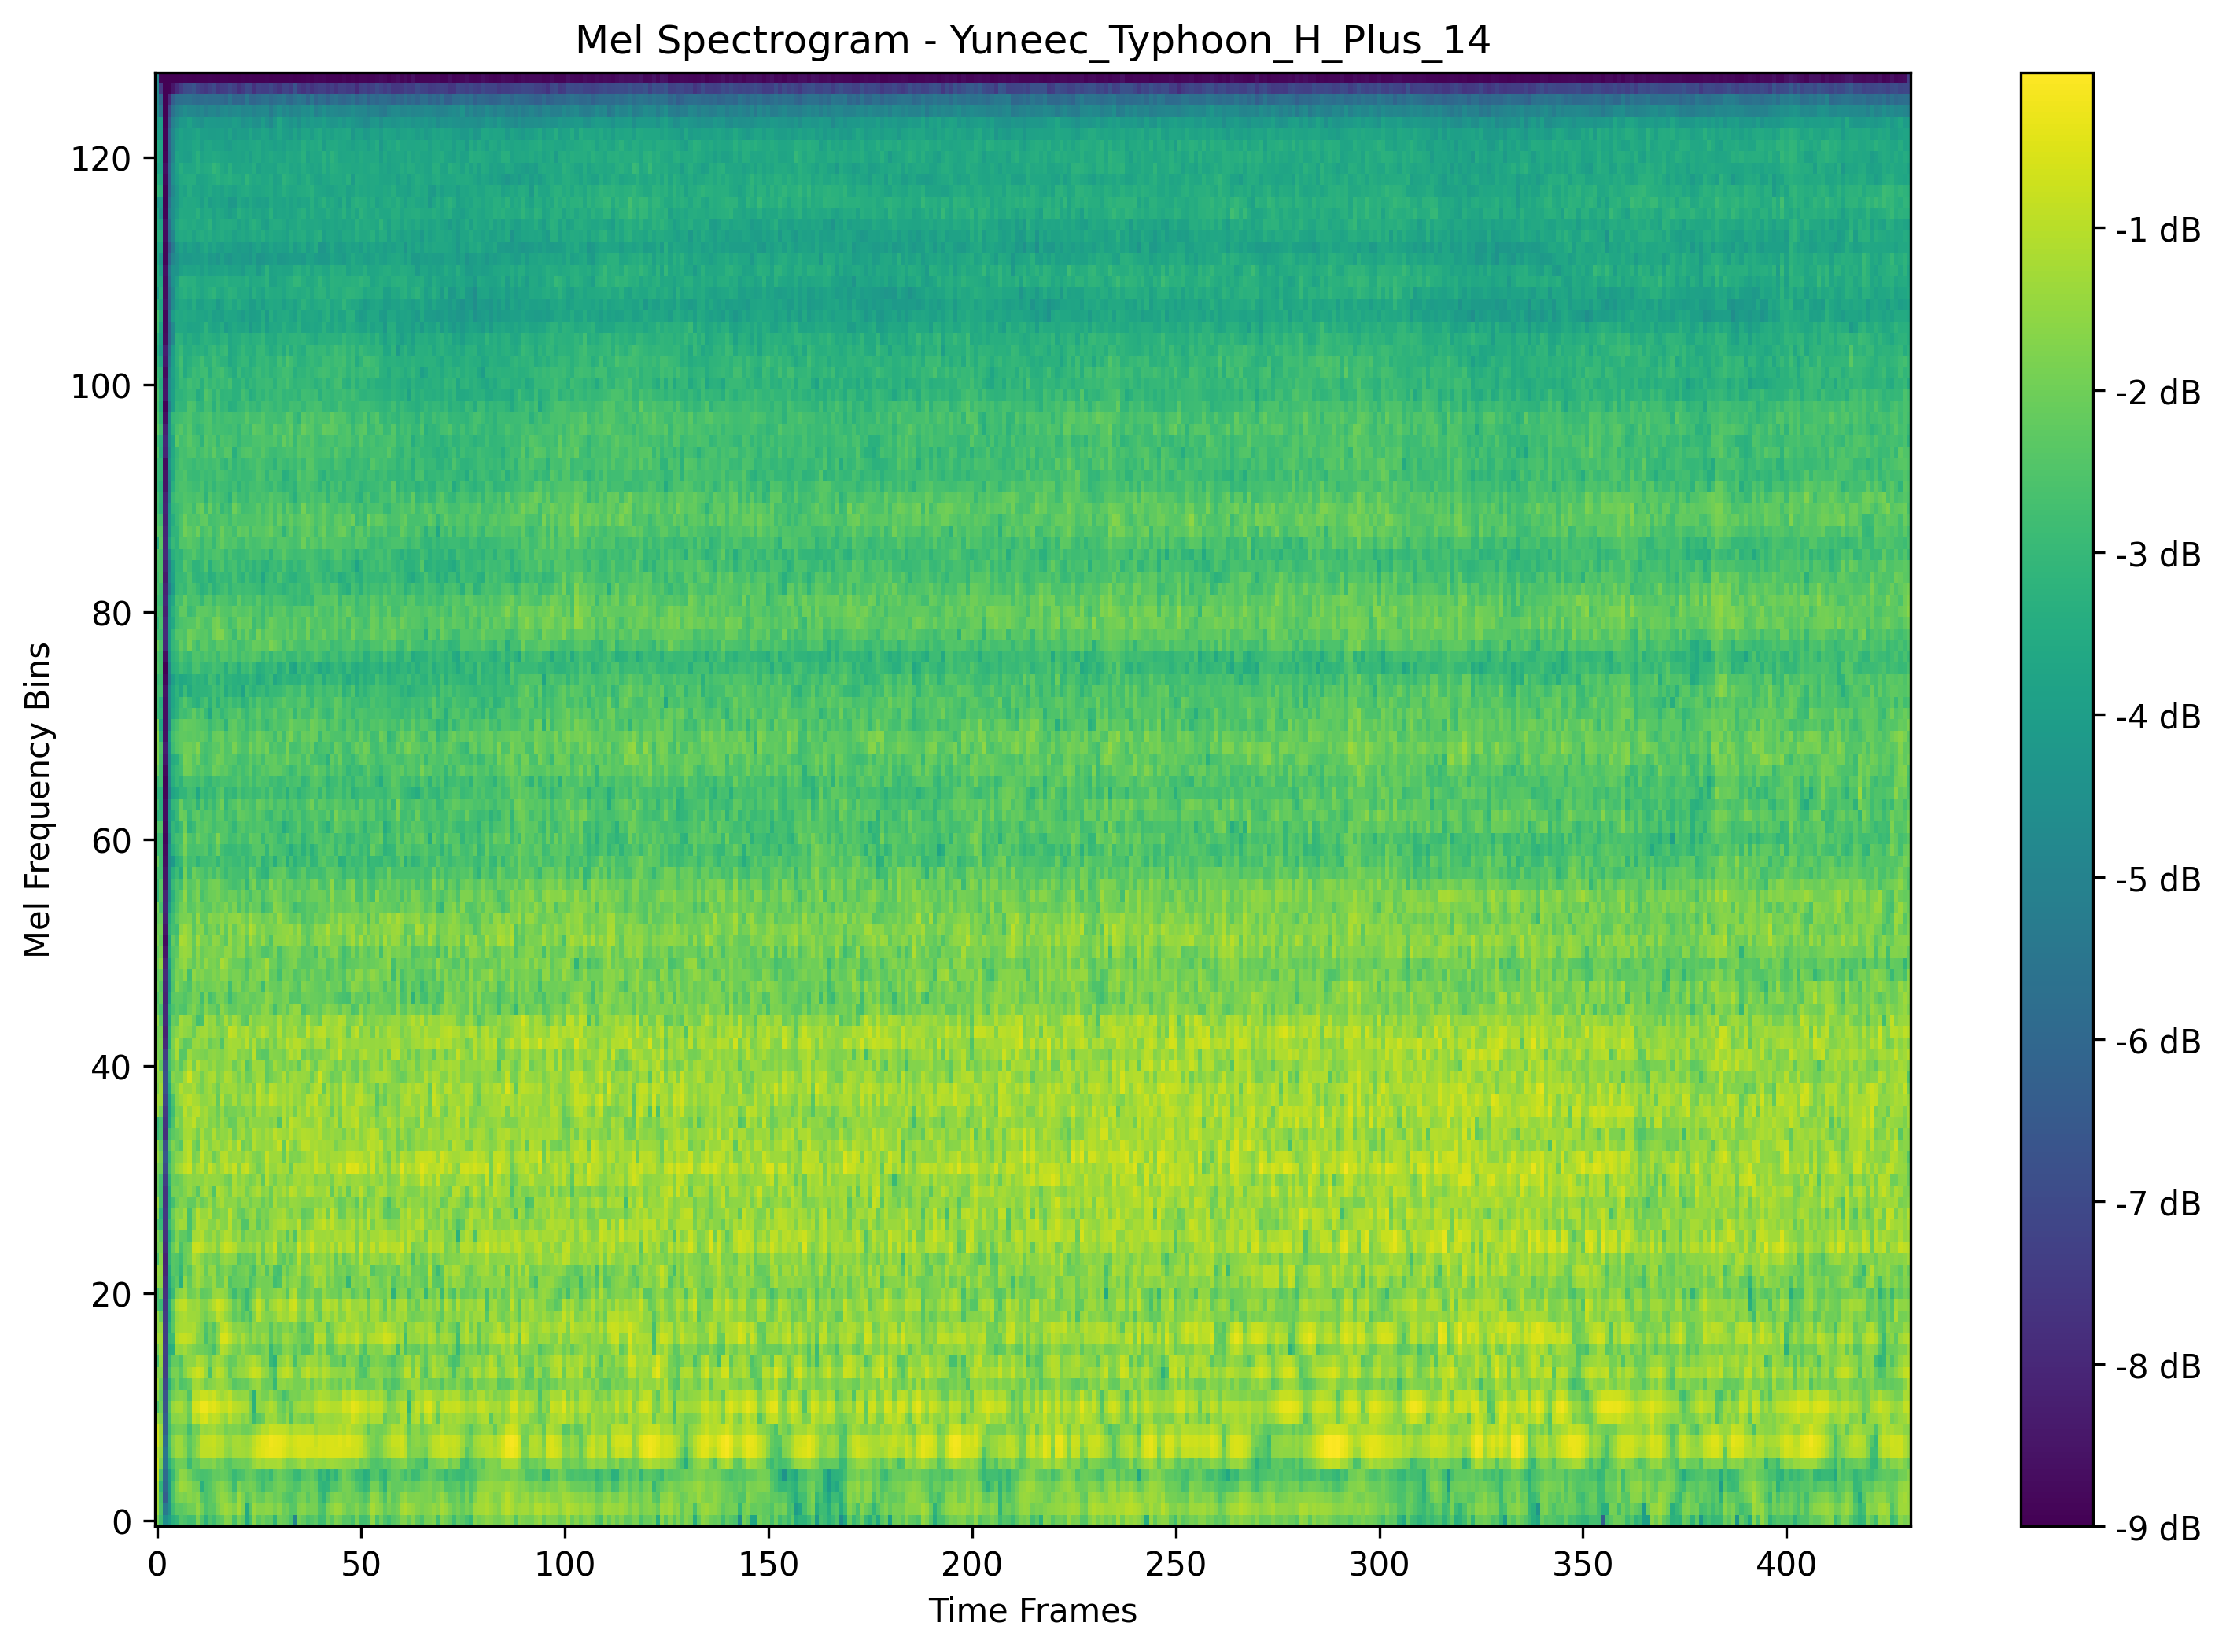 Mel Spectrogram - Yuneec_Typhoon_H_Plus_14
Mel Frequency Bins
120
100
80
60
40
20
0
0 50 100 150 200 250 300 350 400
Time Frames
-1 dB
-2 dB
-3 dB
-4 dB
-5 dB
-6 dB
-7 dB
-8 dB
-9 dB